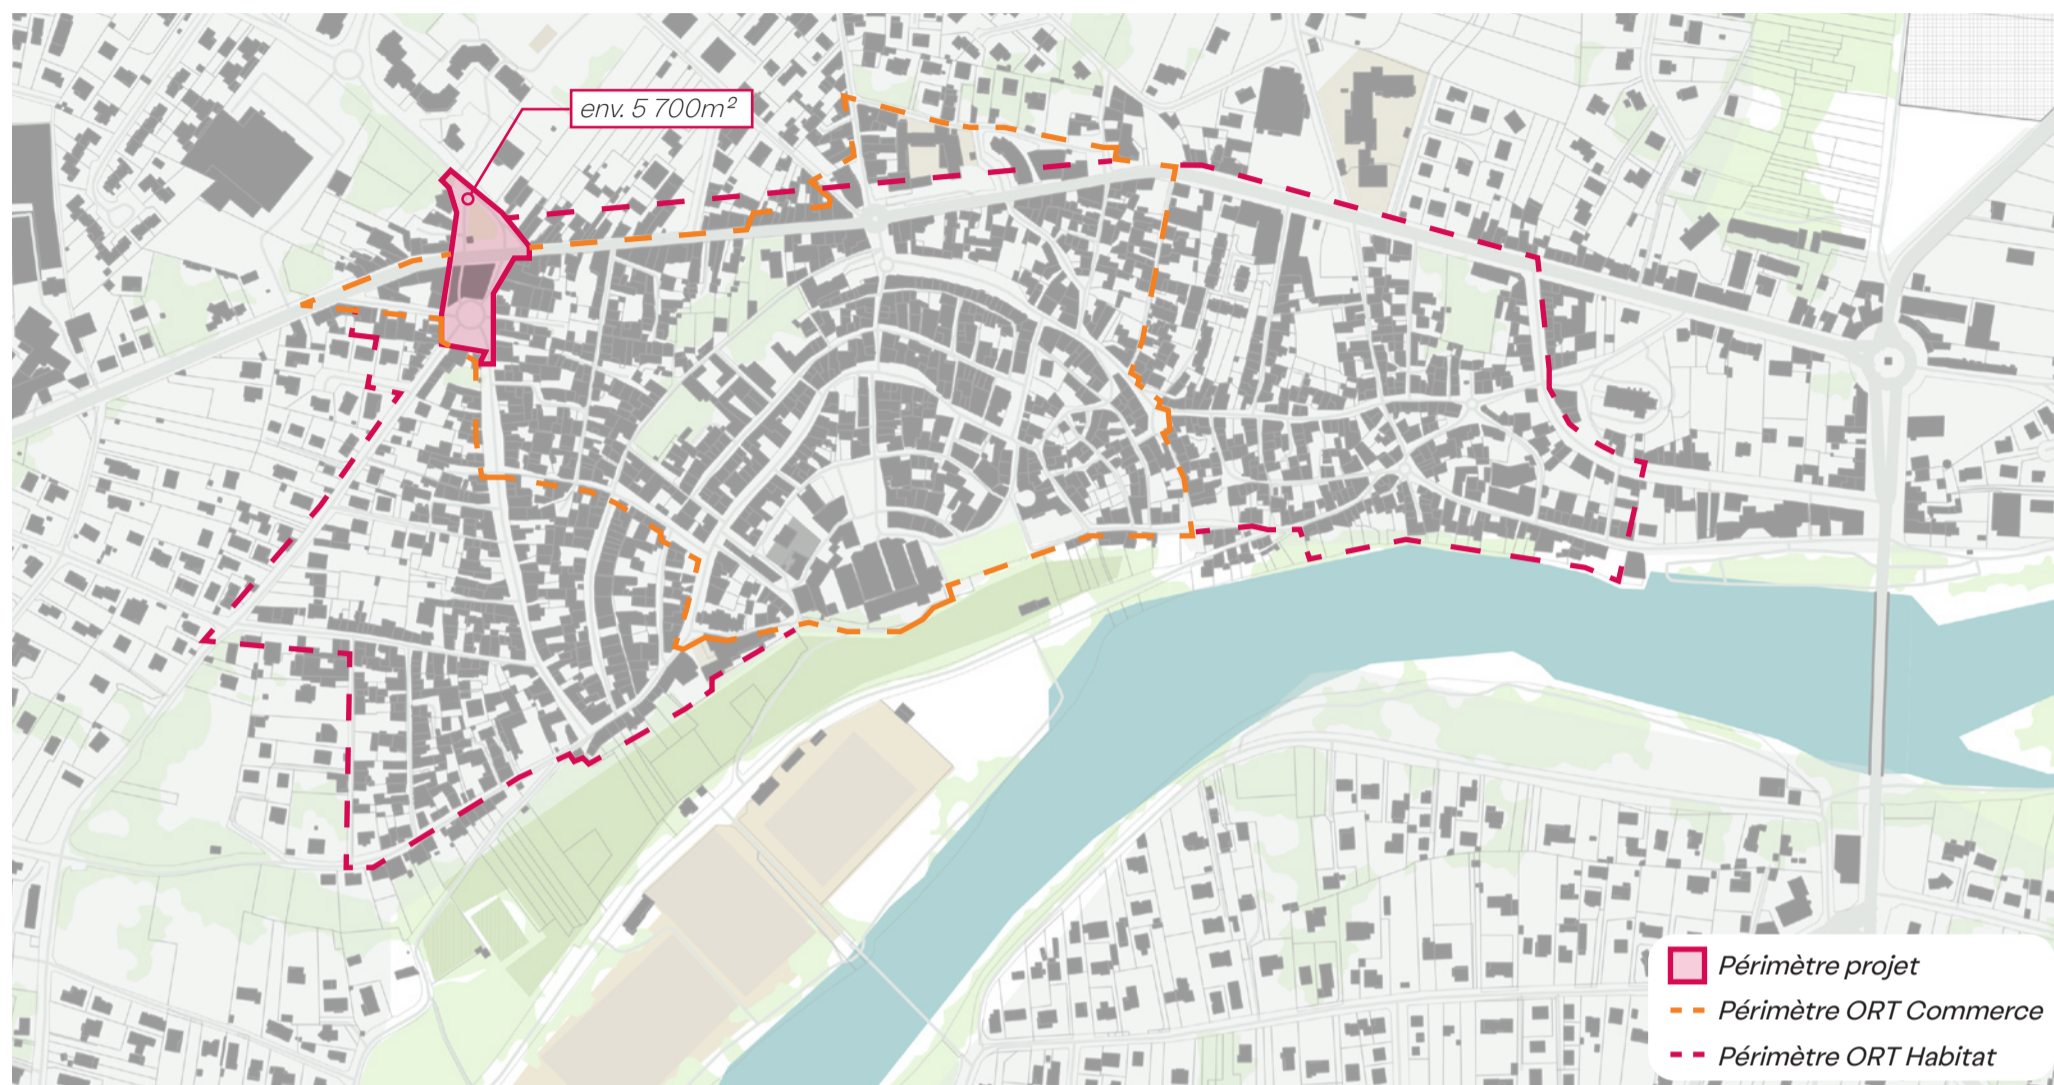 env. 5 700m²
Périmètre projet
Périmètre ORT Commerce
Périmètre ORT Habitat